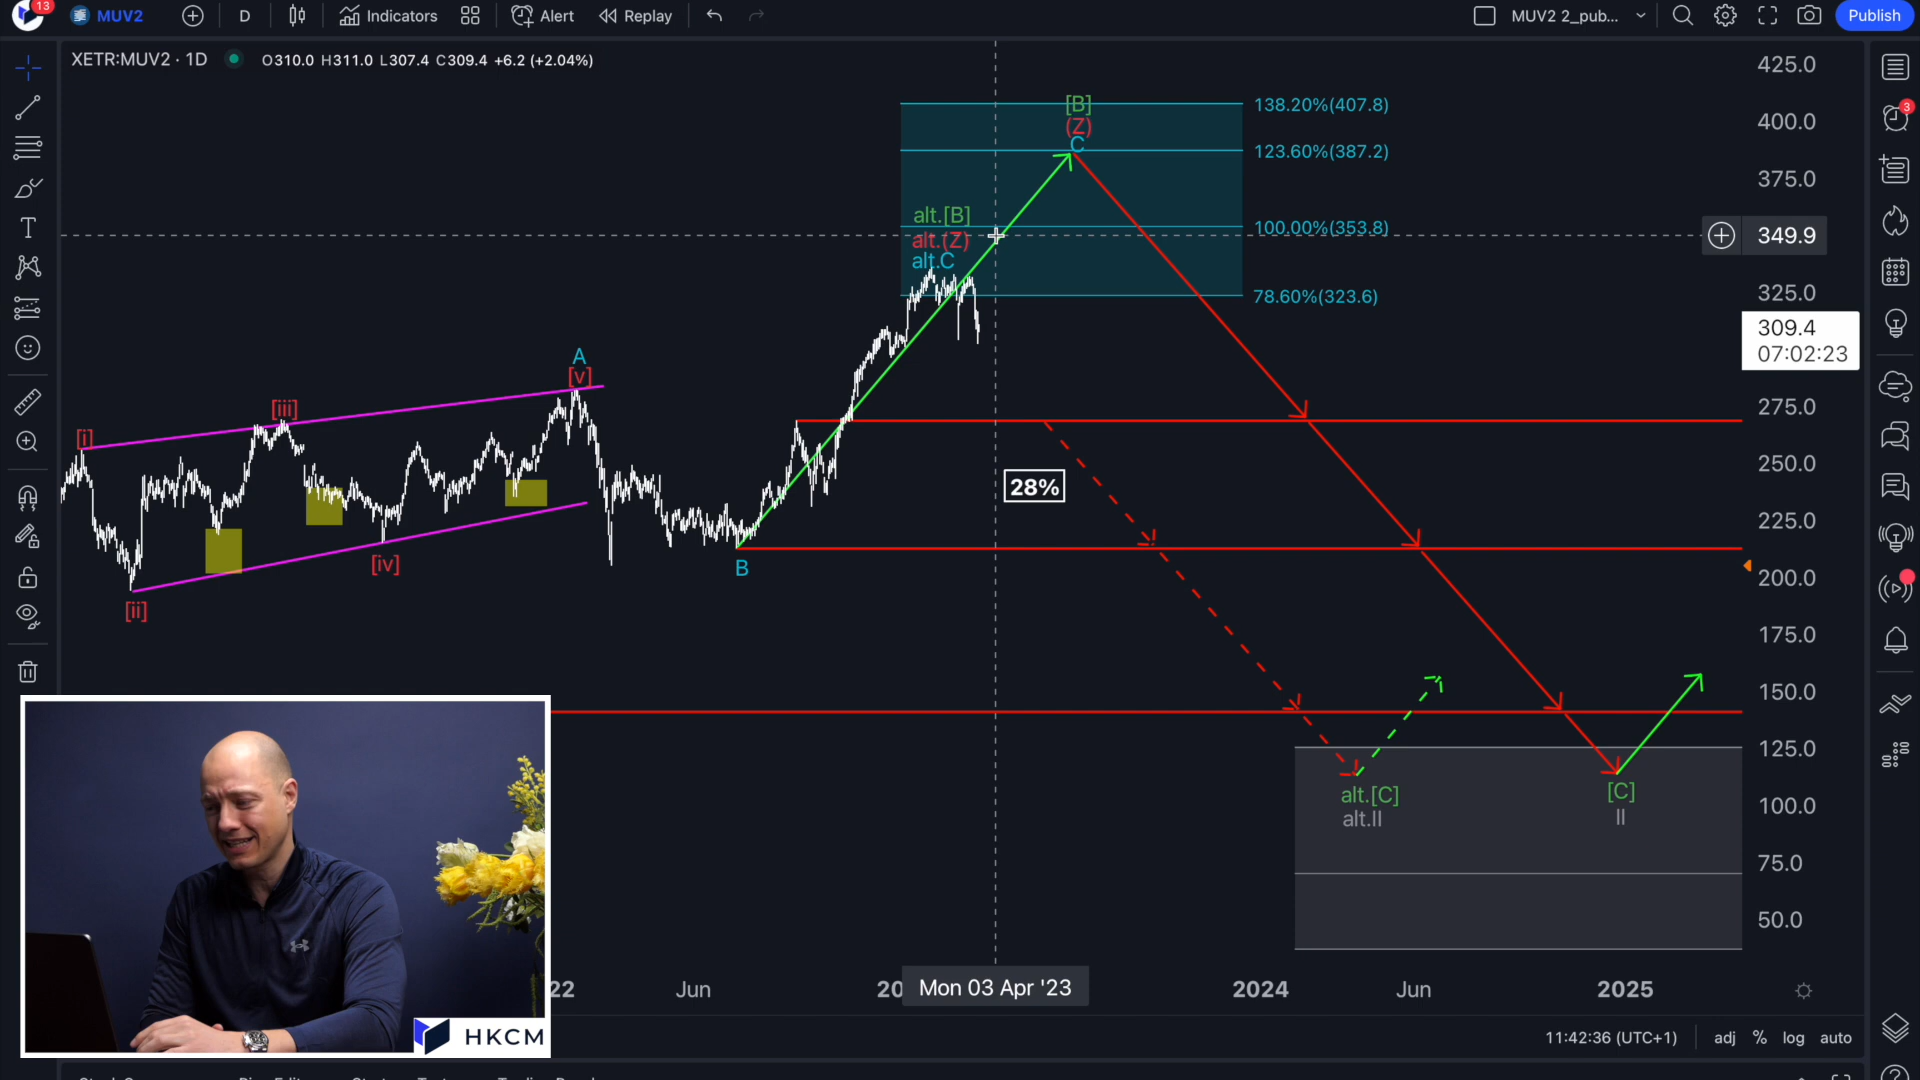 13
MUV2
D
Indicators
Alert
Replay
MUV2 2_pub...
Publish
XETR:MUV2 · 1D
O310.0 H311.0 L307.4 C309.4 +6.2 (+2.04%)
425.0
400.0
375.0
349.9
325.0
309.4
07:02:23
275.0
250.0
225.0
200.0
175.0
150.0
125.0
100.0
75.0
50.0
3
[B]
(Z)
C
138.20%(407.8)
123.60%(387.2)
100.00%(353.8)
78.60%(323.6)
alt.[B]
alt.(Z)
alt.C
A
[v]
[i]
[iii]
[ii]
[iv]
B
28%
alt.[C]
alt.II
[C]
II
HKCM
22
Jun
20
Mon 03 Apr '23
2024
Jun
2025
11:42:36 (UTC+1)
adj
%
log
auto